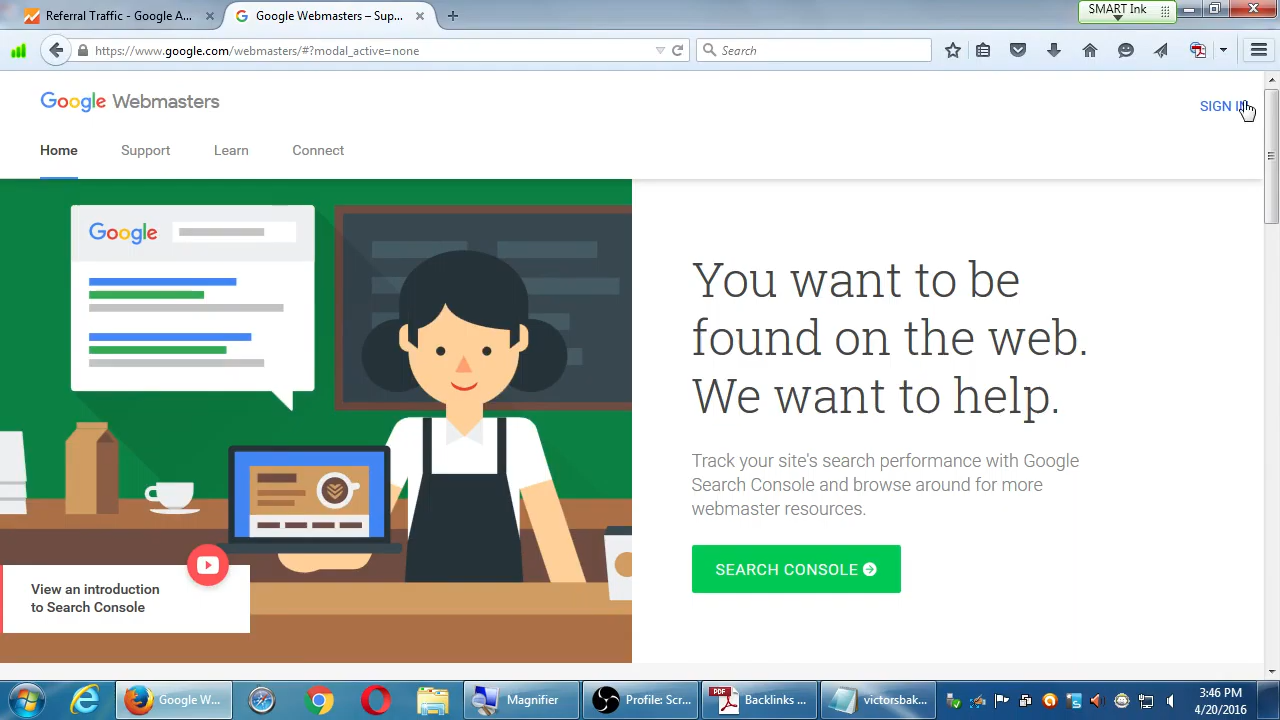 Referral Traffic - Google A...
Google Webmasters – Sup...
SMART Ink
https://www.google.com/webmasters/#?modal_active=none
Search
Google Webmasters
SIGN IN
Home
Support
Learn
Connect
Google
You want to be
found on the web.
We want to help.
Track your site's search performance with Google
Search Console and browse around for more
webmaster resources.
SEARCH CONSOLE
View an introduction
to Search Console
Google W...
Magnifier
Profile: Scr...
PDF
Backlinks ...
victorsbak...
3:46 PM
4/20/2016